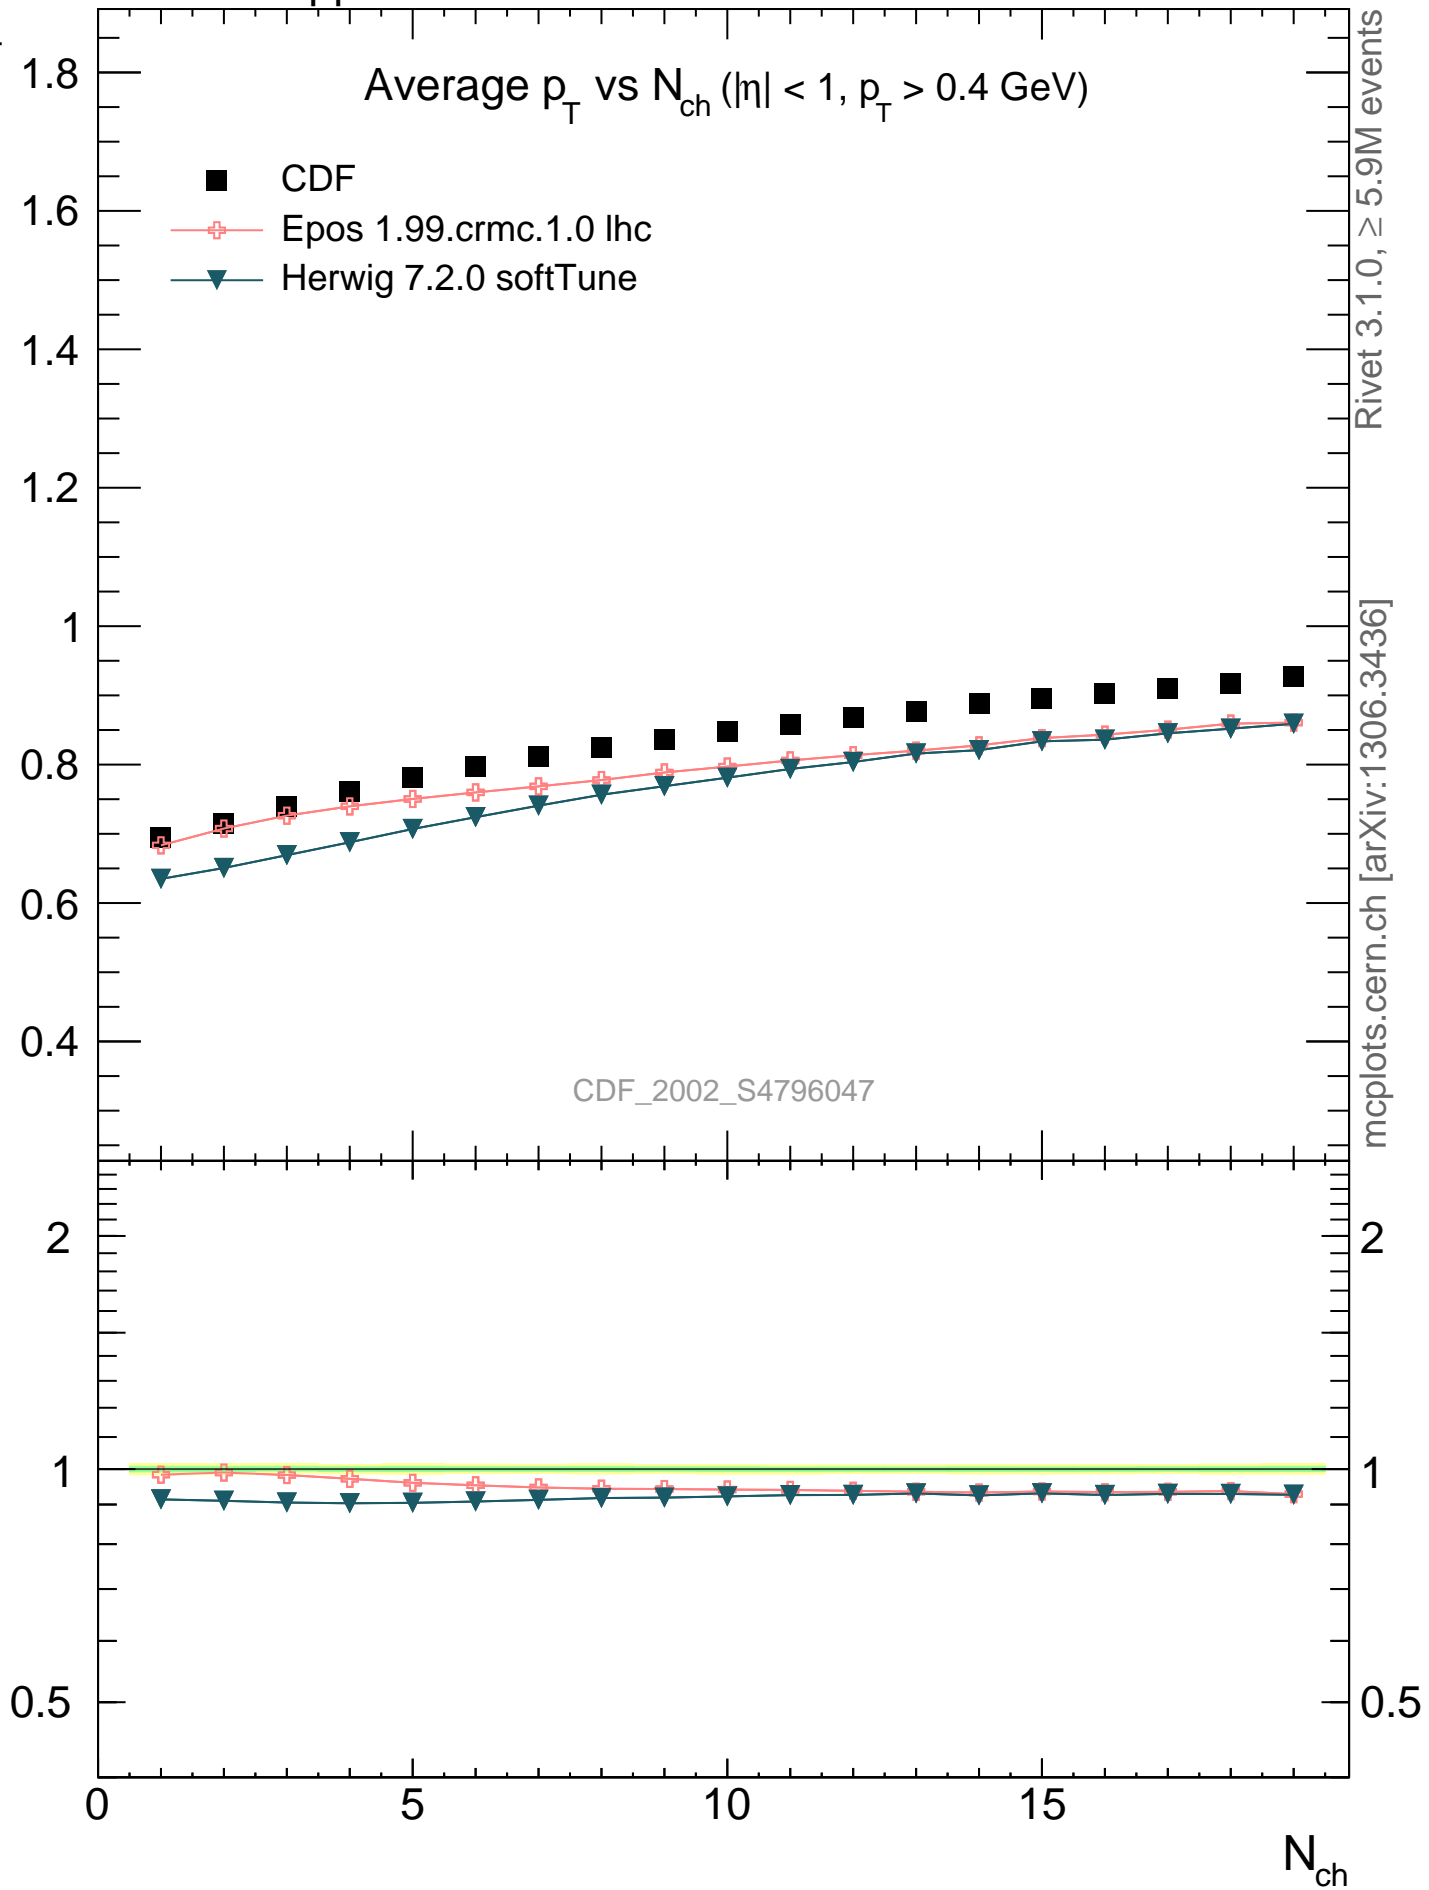 Average p_T vs N_ch (|η| < 1, p_T > 0.4 GeV)
CDF
Epos 1.99.crmc.1.0 lhc
Herwig 7.2.0 softTune
1.8
1.6
1.4
1.2
1
0.8
0.6
0.4
CDF_2002_S4796047
Rivet 3.1.0, ≥ 5.9M events
mcplots.cern.ch [arXiv:1306.3436]
2
1
0.5
2
1
0.5
0 5 10 15
N_ch